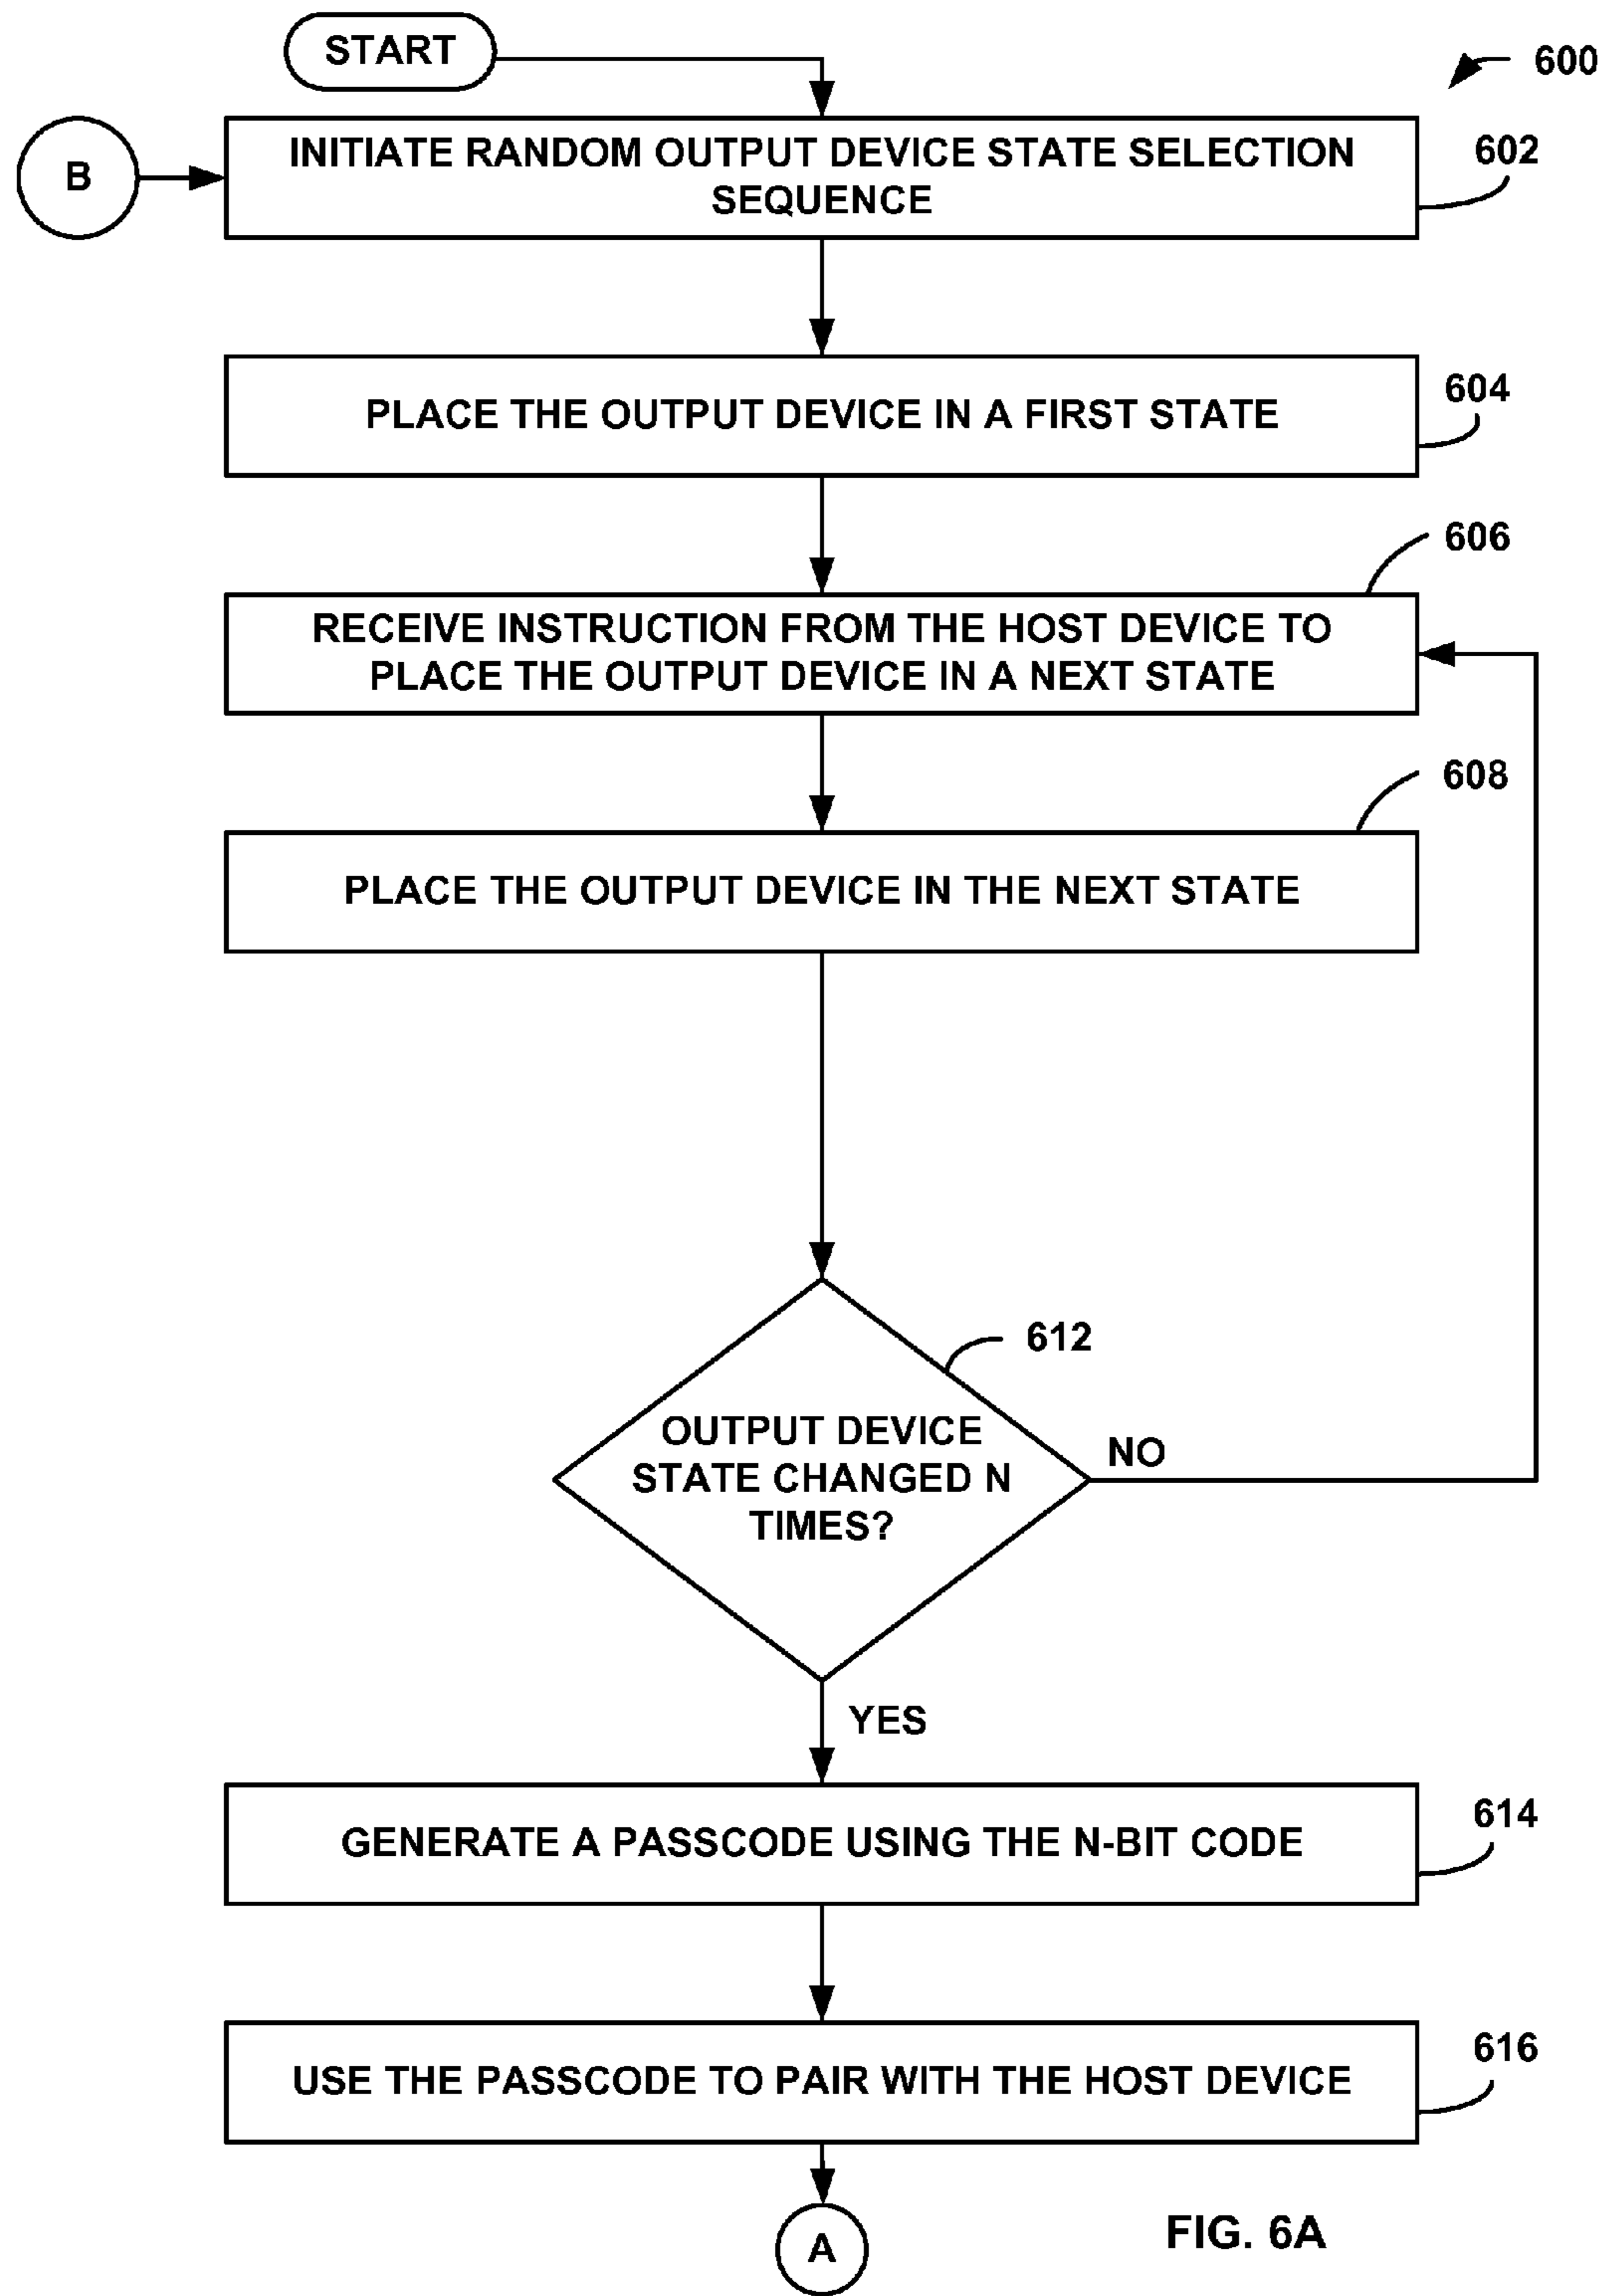 START
600
B
INITIATE RANDOM OUTPUT DEVICE STATE SELECTION
SEQUENCE
602
PLACE THE OUTPUT DEVICE IN A FIRST STATE
604
606
RECEIVE INSTRUCTION FROM THE HOST DEVICE TO
PLACE THE OUTPUT DEVICE IN A NEXT STATE
608
PLACE THE OUTPUT DEVICE IN THE NEXT STATE
612
OUTPUT DEVICE
STATE CHANGED N
TIMES?
NO
YES
GENERATE A PASSCODE USING THE N-BIT CODE
614
USE THE PASSCODE TO PAIR WITH THE HOST DEVICE
616
A
FIG. 6A